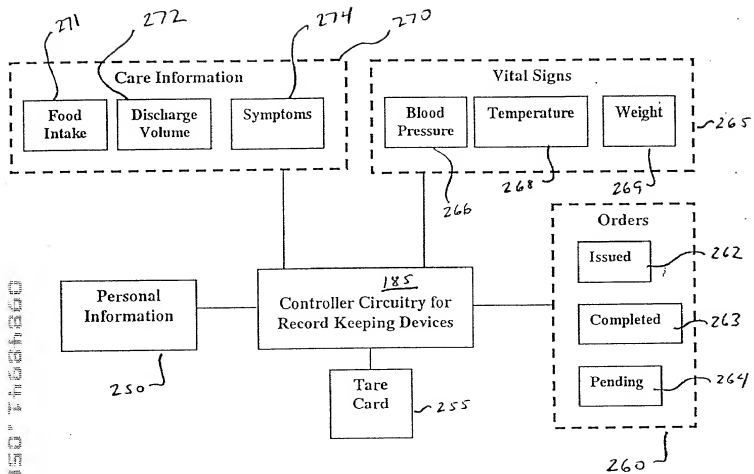 271
272
274
270
Care Information
Food
Intake
Discharge
Volume
Symptoms
Vital Signs
Blood
Pressure
Temperature
Weight
265
266
268
269
Orders
Issued
262
Completed
263
Pending
264
260
185
Controller Circuitry for
Record Keeping Devices
Personal
Information
250
Tare
Card
255